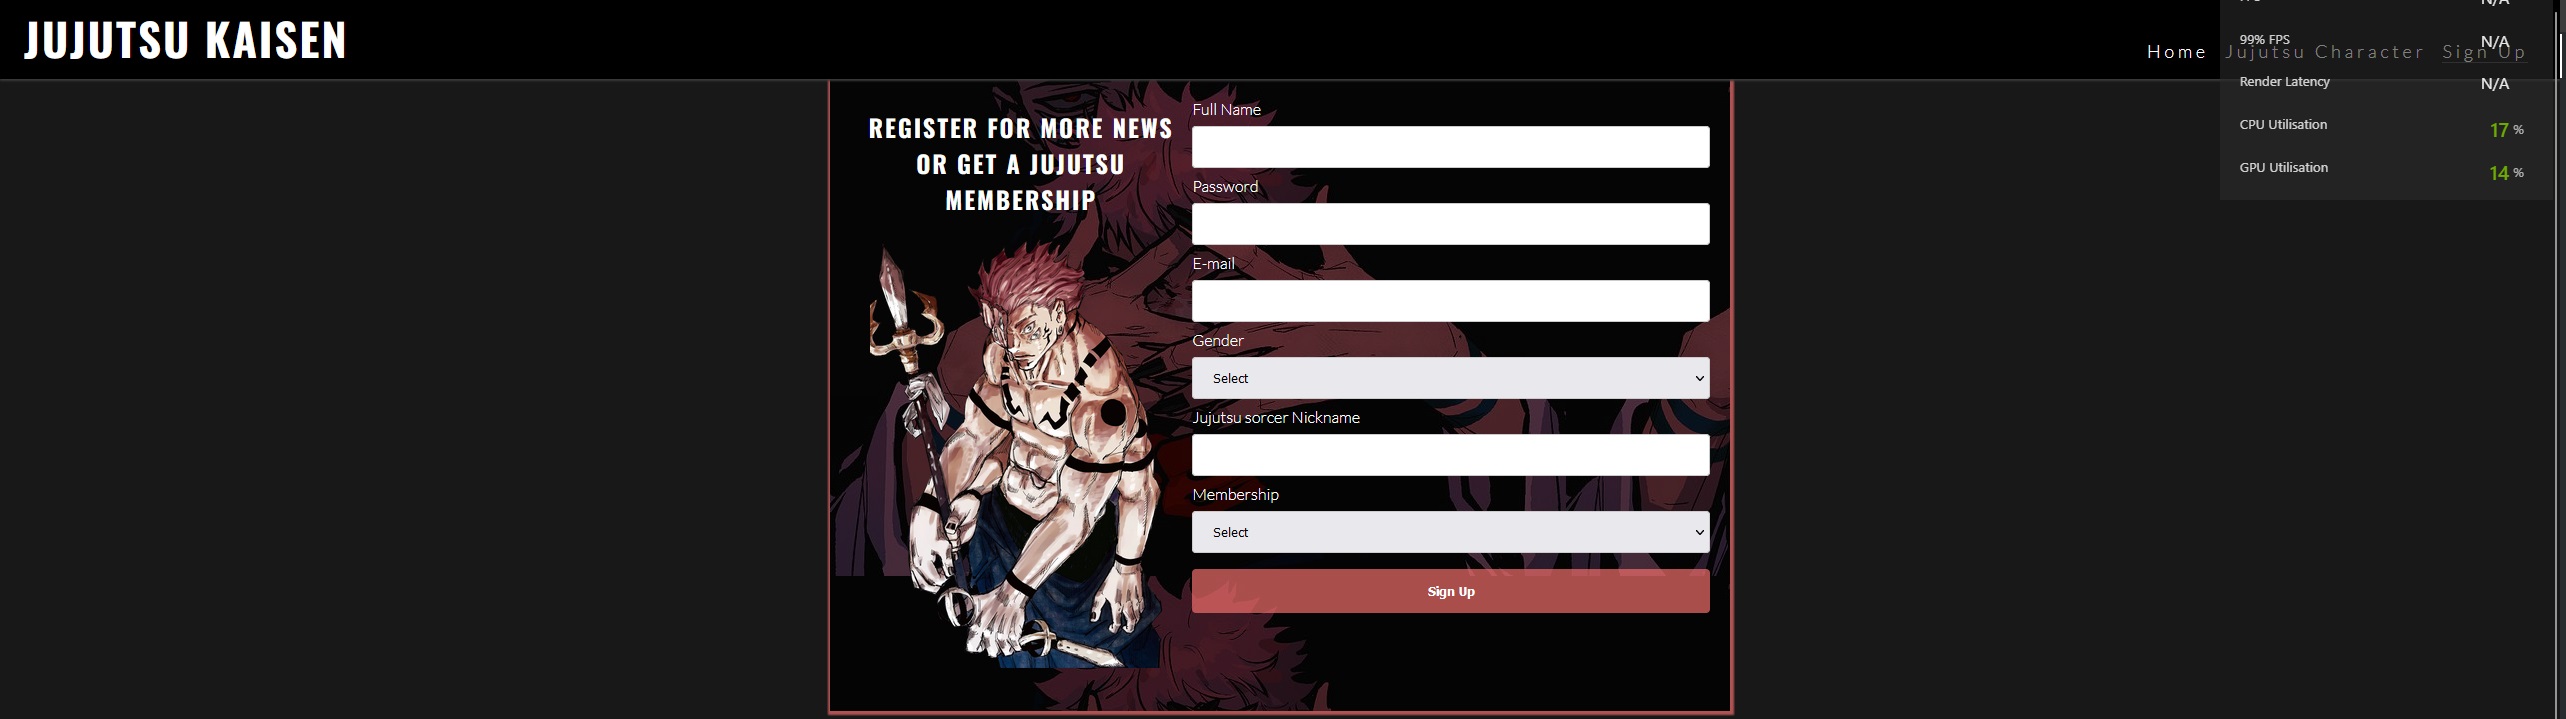 JUJUTSU KAISEN
Home Jujutsu Character Sign Up
N/A
99% FPS N/A
Render Latency N/A
CPU Utilisation 17 %
GPU Utilisation 14 %
REGISTER FOR MORE NEWS
OR GET A JUJUTSU
MEMBERSHIP
Full Name
Password
E-mail
Gender
Select
Jujutsu sorcer Nickname
Membership
Select
Sign Up